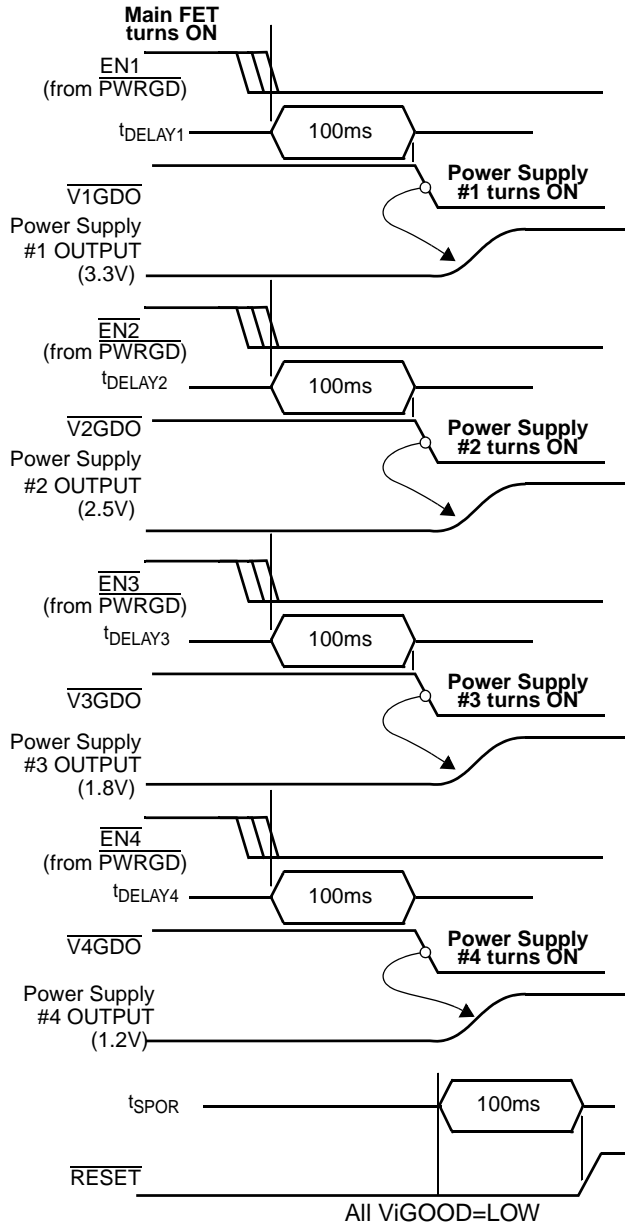 Main FET
turns ON
EN1
(from PWRGD)
tDELAY1
100ms
V1GDO
Power Supply
#1 turns ON
Power Supply
#1 OUTPUT
(3.3V)
EN2
(from PWRGD)
tDELAY2
100ms
V2GDO
Power Supply
#2 turns ON
Power Supply
#2 OUTPUT
(2.5V)
EN3
(from PWRGD)
tDELAY3
100ms
V3GDO
Power Supply
#3 turns ON
Power Supply
#3 OUTPUT
(1.8V)
EN4
(from PWRGD)
tDELAY4
100ms
V4GDO
Power Supply
#4 turns ON
Power Supply
#4 OUTPUT
(1.2V)
tSPOR
100ms
RESET
All ViGOOD=LOW